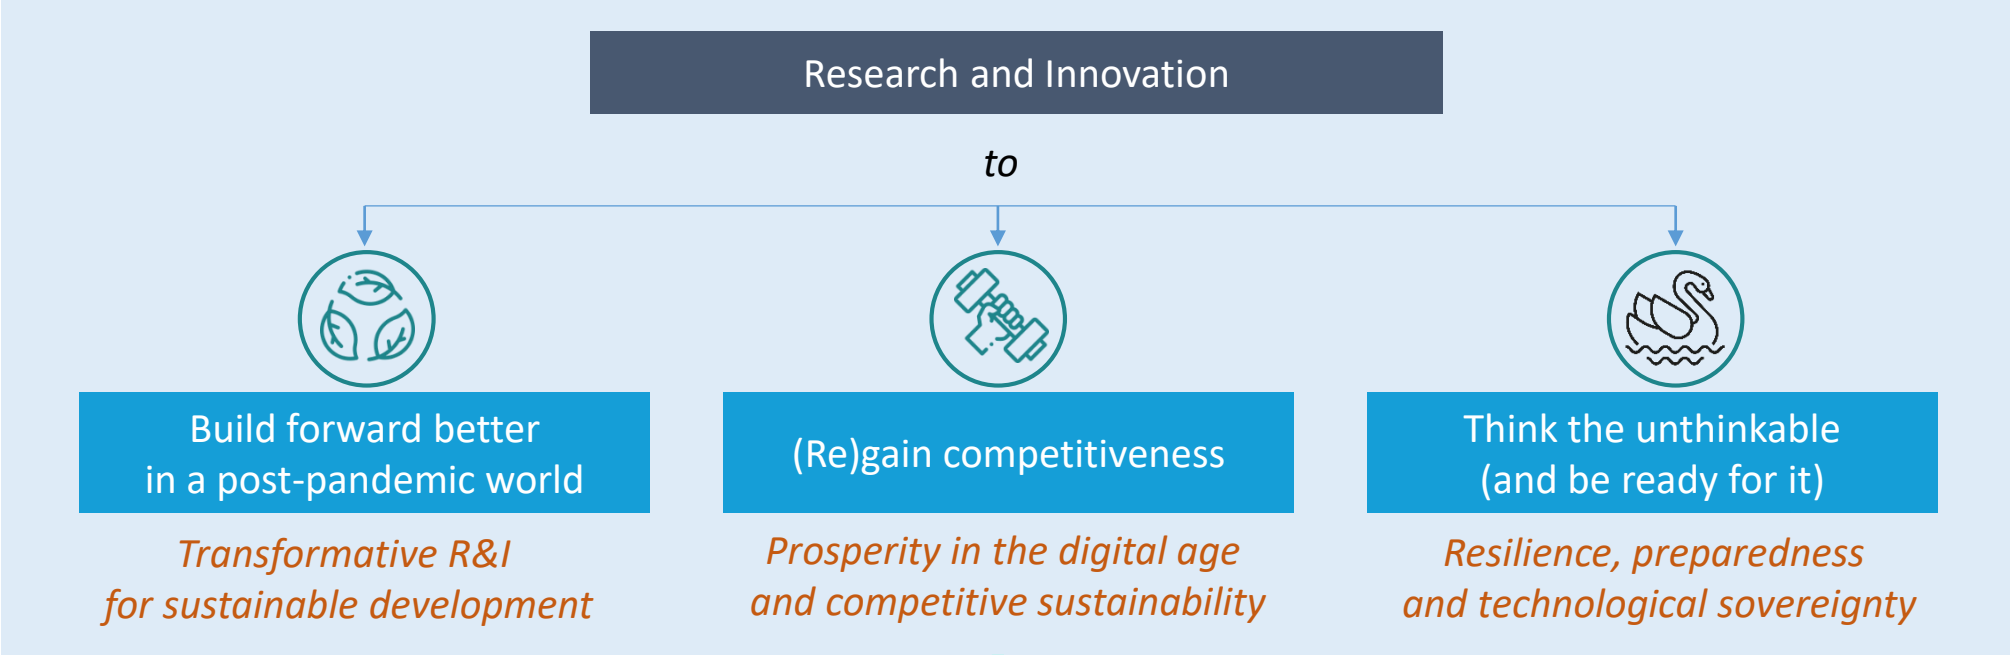 Research and Innovation
to
Build forward better
in a post-pandemic world
Transformative R&I
for sustainable development
(Re)gain competitiveness
Prosperity in the digital age
and competitive sustainability
Think the unthinkable
(and be ready for it)
Resilience, preparedness
and technological sovereignty